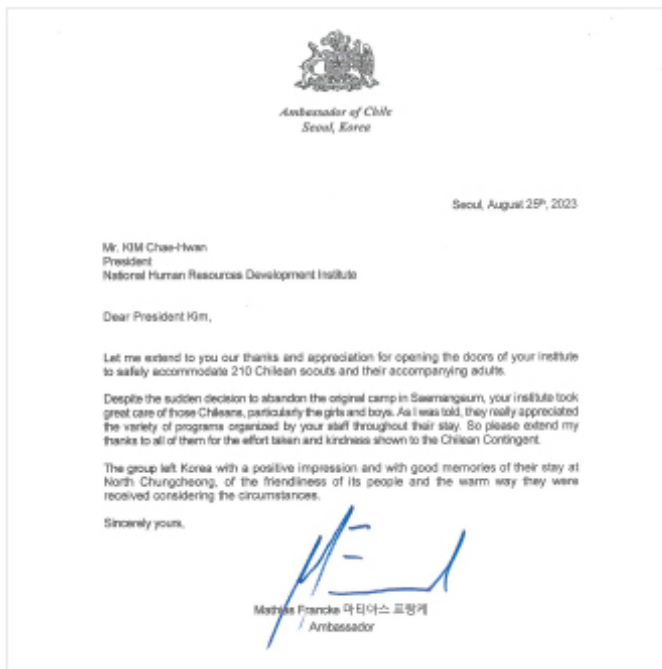 Ambassador of Chile
Seoul, Korea
Seoul, August 25th, 2023
Mr. KIM Chae-Hwan
President
National Human Resources Development Institute
Dear President Kim,
Let me extend to you our thanks and appreciation for opening the doors of your institute
to safely accommodate 210 Chilean scouts and their accompanying adults.
Despite the sudden decision to abandon the original camp in Saemangeum, your institute took
great care of those Chileans, particularly the girls and boys. As I was told, they really appreciated
the variety of programs organized by your staff throughout their stay. So please extend my
thanks to all of them for the effort taken and kindness shown to the Chilean Contingent.
The group left Korea with a positive impression and with good memories of their stay at
North Chungcheong, of the friendliness of its people and the warm way they were
received considering the circumstances.
Sincerely yours,
Mathias Francke 마티아스 프랑케
Ambassador